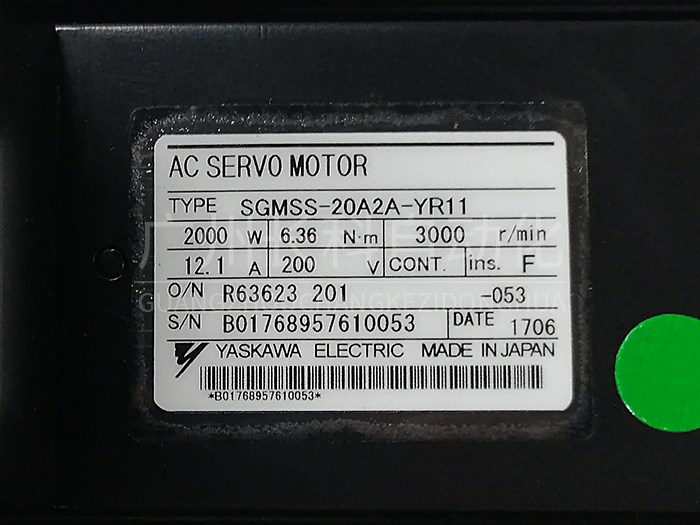 AC SERVO MOTOR
TYPE SGMSS-20A2A-YR11
2000 W 6.36 N·m 3000 r/min
12.1 A 200 V CONT. ins. F
O/N R63623 201 -053
S/N B01768957610053 DATE 1706
YASKAWA ELECTRIC MADE IN JAPAN
*B01768957610053*